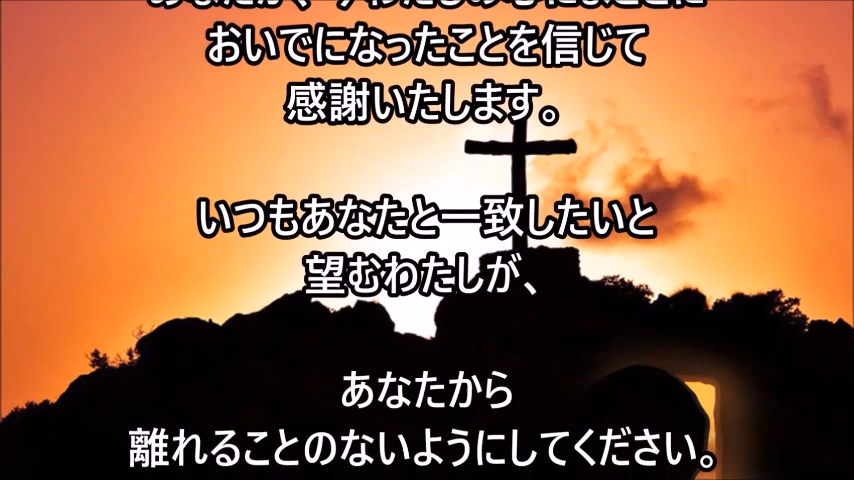 おいでになったことを信じて
感謝いたします。
いつもあなたと一致したいと
望むわたしが、
あなたから
離れることのないようにしてください。